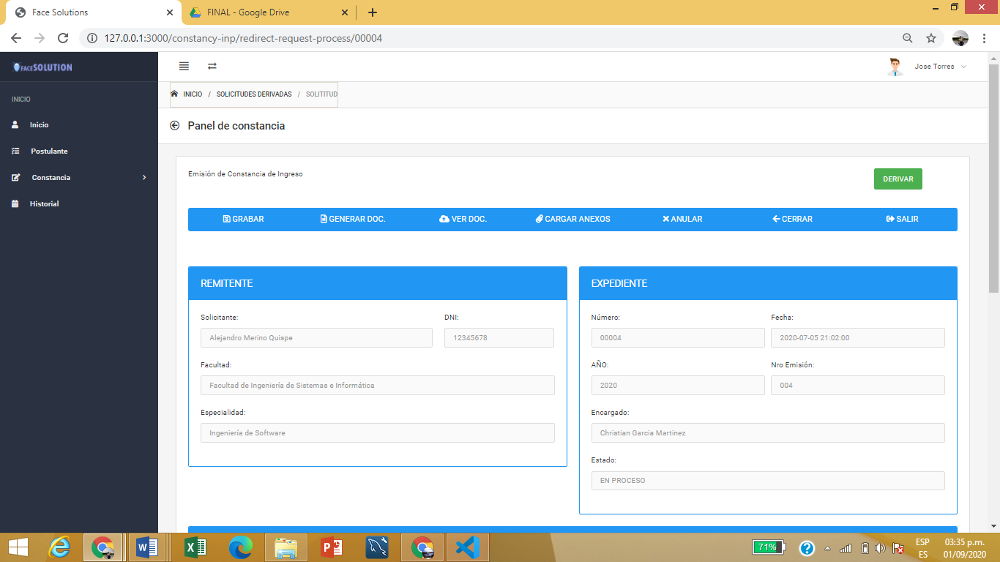 Face Solutions
FINAL - Google Drive
127.0.0.1:3000/constancy-inp/redirect-request-process/00004
FACESOLUTION
Jose Torres
INICIO / SOLICITUDES DERIVADAS / SOLITITUD
INICIO
Inicio
Postulante
Constancia
Historial
Panel de constancia
Emisión de Constancia de Ingreso
DERIVAR
GRABAR GENERAR DOC. VER DOC. CARGAR ANEXOS ANULAR CERRAR SALIR
REMITENTE
Solicitante: DNI:
Alejandro Merino Quispe 12345678
Facultad:
Facultad de Ingeniería de Sistemas e Informática
Especialidad:
Ingeniería de Software
EXPEDIENTE
Número: Fecha:
00004 2020-07-05 21:02:00
AÑO: Nro Emisión:
2020 004
Encargado:
Christian Garcia Martinez
Estado:
EN PROCESO
71%
ESP
ES
03:35 p.m.
01/09/2020